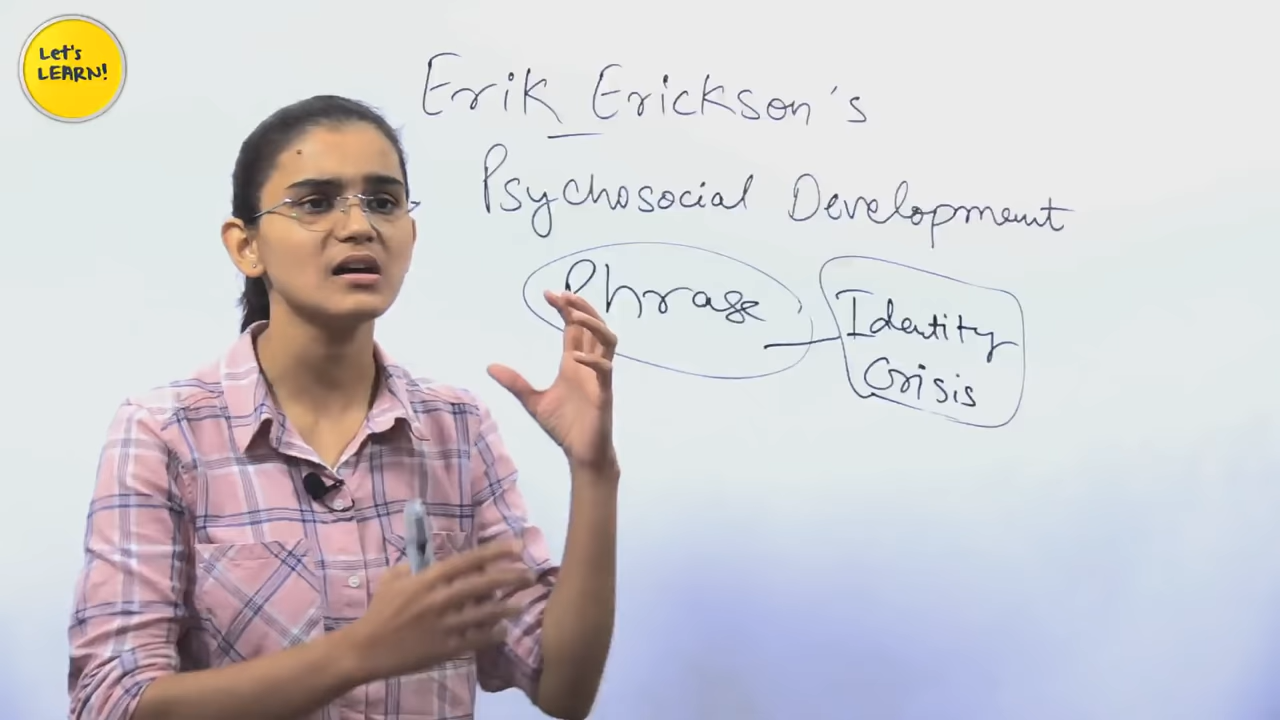 Let's
LEARN!
Erik Erickson's
Psychosocial Development
Phrase
Identity
Crisis